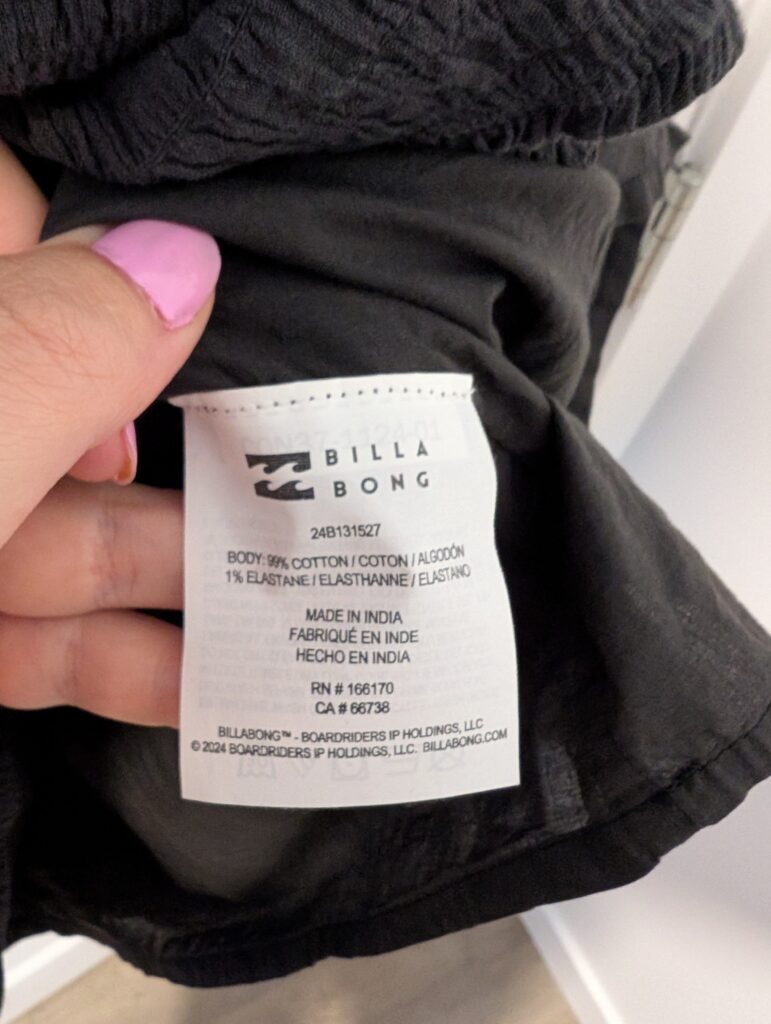 BILLA
BONG
24B131527
BODY: 99% COTTON / COTON / ALGODÓN
1% ELASTANE / ELASTHANNE / ELASTANO
MADE IN INDIA
FABRIQUÉ EN INDE
HECHO EN INDIA
RN # 166170
CA # 66738
BILLABONG™ - BOARDRIDERS IP HOLDINGS, LLC
© 2024 BOARDRIDERS IP HOLDINGS, LLC. BILLABONG.COM